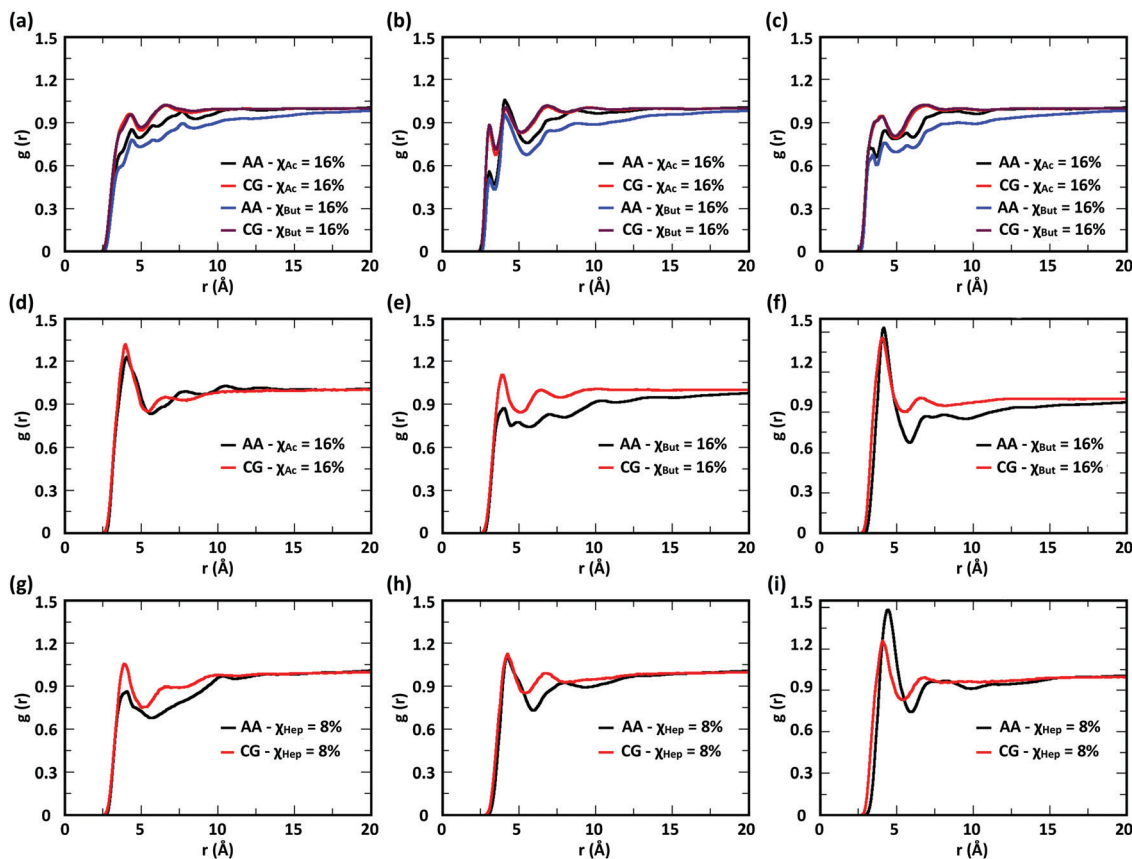 (a)
1.5
1.2
0.9
0.6
0.3
0
g (r)
AA - χAc = 16%
CG - χAc = 16%
AA - χBut = 16%
CG - χBut = 16%
0 5 10 15 20
r (Å)
(b)
1.5
1.2
0.9
0.6
0.3
0
g (r)
AA - χAc = 16%
CG - χAc = 16%
AA - χBut = 16%
CG - χBut = 16%
0 5 10 15 20
r (Å)
(c)
1.5
1.2
0.9
0.6
0.3
0
g (r)
AA - χAc = 16%
CG - χAc = 16%
AA - χBut = 16%
CG - χBut = 16%
0 5 10 15 20
r (Å)
(d)
1.5
1.2
0.9
0.6
0.3
0
g (r)
AA - χAc = 16%
CG - χAc = 16%
0 5 10 15 20
r (Å)
(e)
1.5
1.2
0.9
0.6
0.3
0
g (r)
AA - χBut = 16%
CG - χBut = 16%
0 5 10 15 20
r (Å)
(f)
1.5
1.2
0.9
0.6
0.3
0
g (r)
AA - χBut = 16%
CG - χBut = 16%
0 5 10 15 20
r (Å)
(g)
1.5
1.2
0.9
0.6
0.3
0
g (r)
AA - χHep = 8%
CG - χHep = 8%
0 5 10 15 20
r (Å)
(h)
1.5
1.2
0.9
0.6
0.3
0
g (r)
AA - χHep = 8%
CG - χHep = 8%
0 5 10 15 20
r (Å)
(i)
1.5
1.2
0.9
0.6
0.3
0
g (r)
AA - χHep = 8%
CG - χHep = 8%
0 5 10 15 20
r (Å)